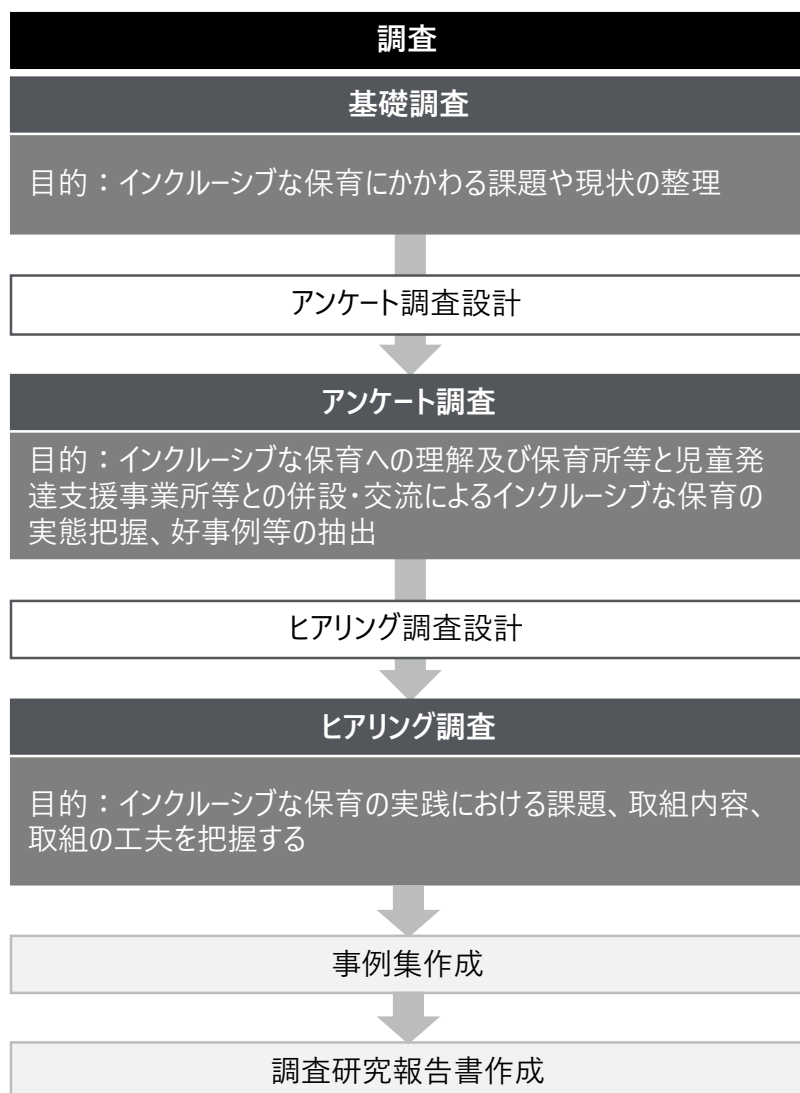 調査
基礎調査
目的：インクルーシブな保育にかかわる課題や現状の整理
アンケート調査設計
アンケート調査
目的：インクルーシブな保育への理解及び保育所等と児童発
達支援事業所等との併設・交流によるインクルーシブな保育の
実態把握、好事例等の抽出
ヒアリング調査設計
ヒアリング調査
目的：インクルーシブな保育の実践における課題、取組内容、
取組の工夫を把握する
事例集作成
調査研究報告書作成